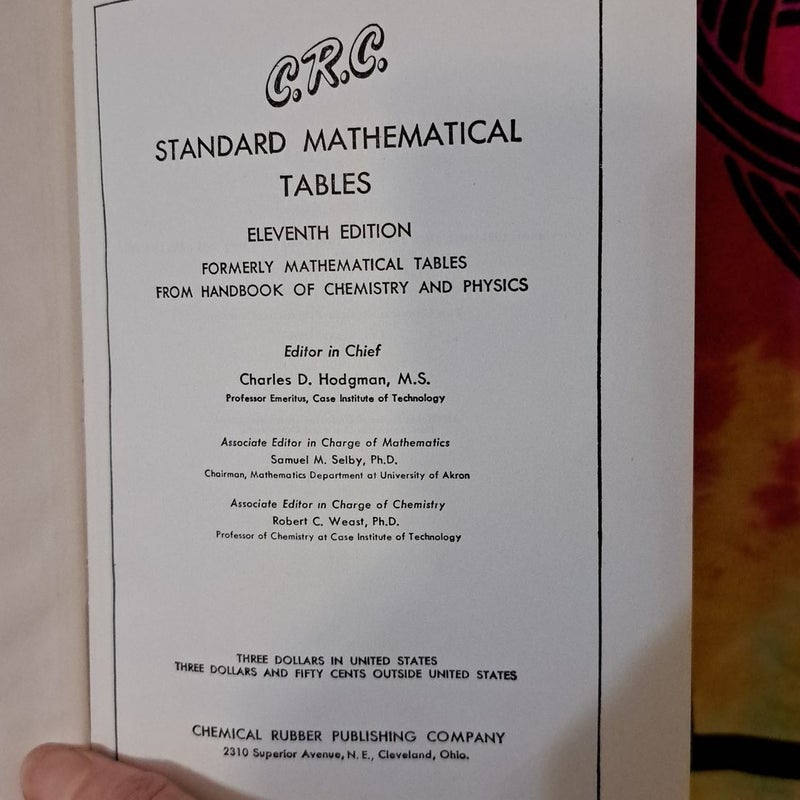 C.R.C.
STANDARD MATHEMATICAL
TABLES
ELEVENTH EDITION
FORMERLY MATHEMATICAL TABLES
FROM HANDBOOK OF CHEMISTRY AND PHYSICS
Editor in Chief
Charles D. Hodgman, M.S.
Professor Emeritus, Case Institute of Technology
Associate Editor in Charge of Mathematics
Samuel M. Selby, Ph.D.
Chairman, Mathematics Department at University of Akron
Associate Editor in Charge of Chemistry
Robert C. Weast, Ph.D.
Professor of Chemistry at Case Institute of Technology
THREE DOLLARS IN UNITED STATES
THREE DOLLARS AND FIFTY CENTS OUTSIDE UNITED STATES
CHEMICAL RUBBER PUBLISHING COMPANY
2310 Superior Avenue, N. E., Cleveland, Ohio.